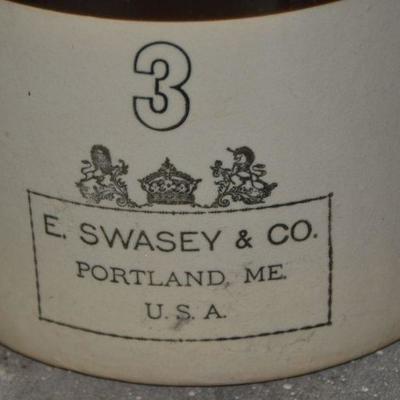 3
E. SWASEY & CO.
PORTLAND, ME.
U. S. A.